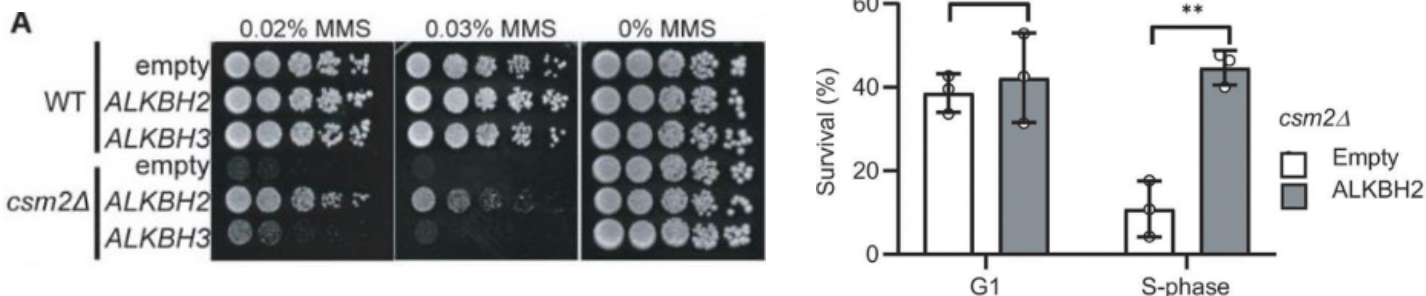 A
0.02% MMS 0.03% MMS 0% MMS
empty
WT ALKBH2
ALKBH3
empty
csm2Δ ALKBH2
ALKBH3
60
**
40
Survival (%)
20
0
G1 S-phase
csm2Δ
Empty
ALKBH2